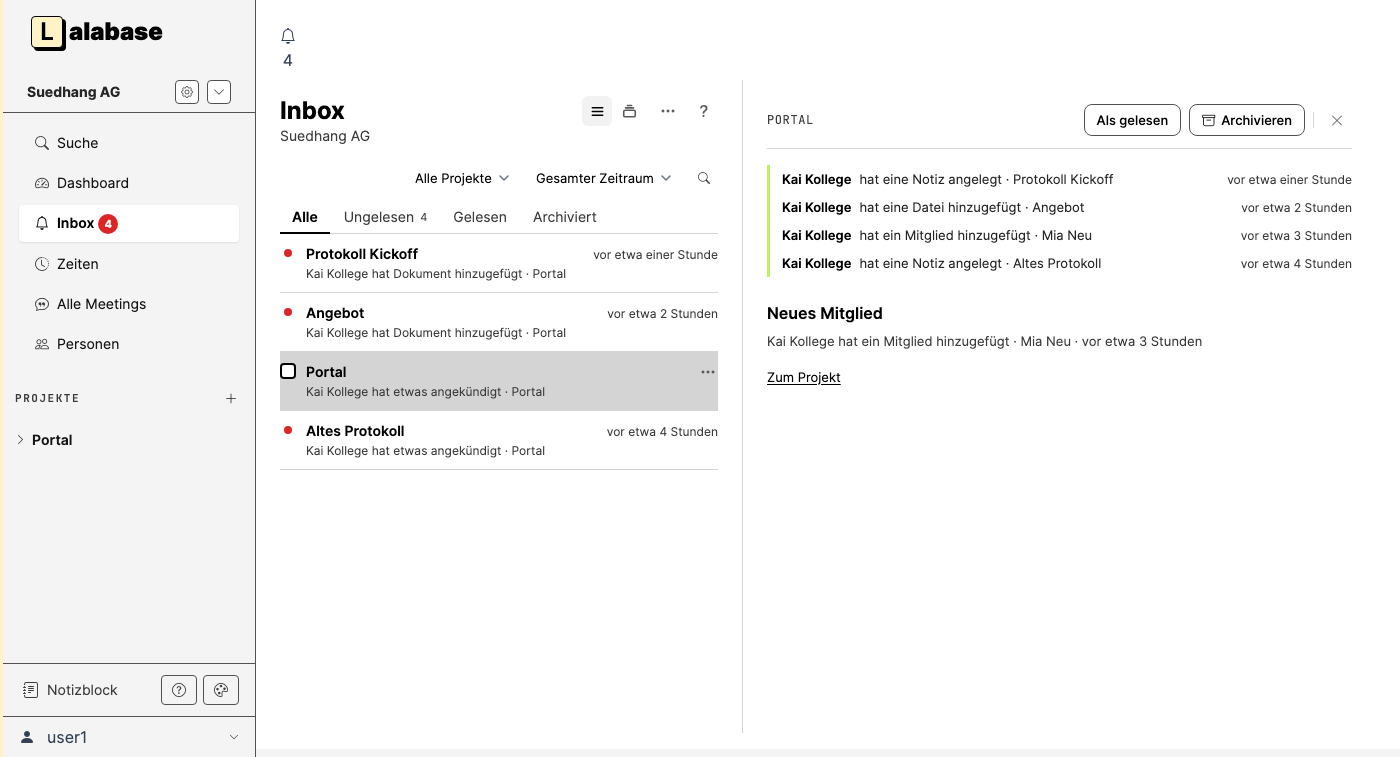 Lalabase
Suedhang AG
Suche
Dashboard
Inbox 4
Zeiten
Alle Meetings
Personen
PROJEKTE
Portal
Notizblock
user1
4
Inbox
Suedhang AG
?
Alle Projekte Gesamter Zeitraum
Alle Ungelesen 4 Gelesen Archiviert
Protokoll Kickoff vor etwa einer Stunde
Kai Kollege hat Dokument hinzugefügt · Portal
Angebot vor etwa 2 Stunden
Kai Kollege hat Dokument hinzugefügt · Portal
Portal
Kai Kollege hat etwas angekündigt · Portal
Altes Protokoll vor etwa 4 Stunden
Kai Kollege hat etwas angekündigt · Portal
PORTAL Als gelesen Archivieren
Kai Kollege hat eine Notiz angelegt · Protokoll Kickoff vor etwa einer Stunde
Kai Kollege hat eine Datei hinzugefügt · Angebot vor etwa 2 Stunden
Kai Kollege hat ein Mitglied hinzugefügt · Mia Neu vor etwa 3 Stunden
Kai Kollege hat eine Notiz angelegt · Altes Protokoll vor etwa 4 Stunden
Neues Mitglied
Kai Kollege hat ein Mitglied hinzugefügt · Mia Neu · vor etwa 3 Stunden
Zum Projekt